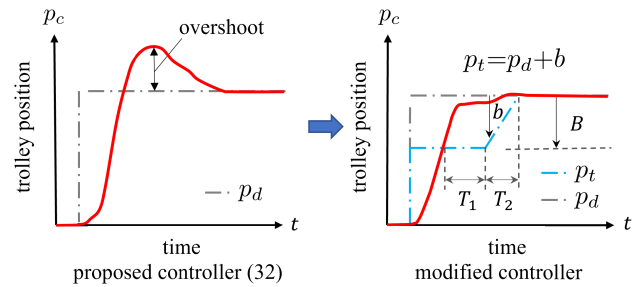 p_c
overshoot
trolley position
p_d
t
time
proposed controller (32)
p_c
p_t=p_d+b
trolley position
b
B
T_1
T_2
p_t
p_d
t
time
modified controller